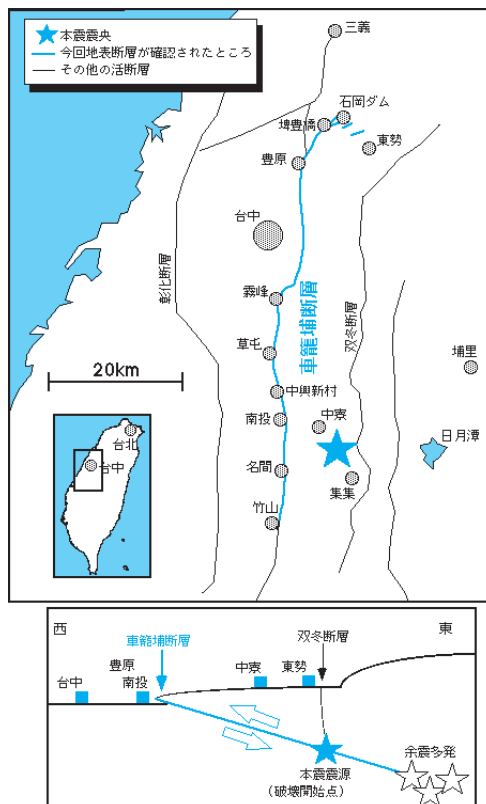 本震震央
今回地表断層が確認されたところ
その他の活断層
三義
石岡ダム
埤豊橋
東勢
豊原
台中
彰化断層
霧峰
車籠埔断層
双冬断層
草屯
埔里
20km
中興新村
中寮
南投
日月潭
台北
台中
名間
集集
竹山
西
東
車籠埔断層
双冬断層
豊原
中寮
東勢
台中
南投
余震多発
本震震源
（破壊開始点）